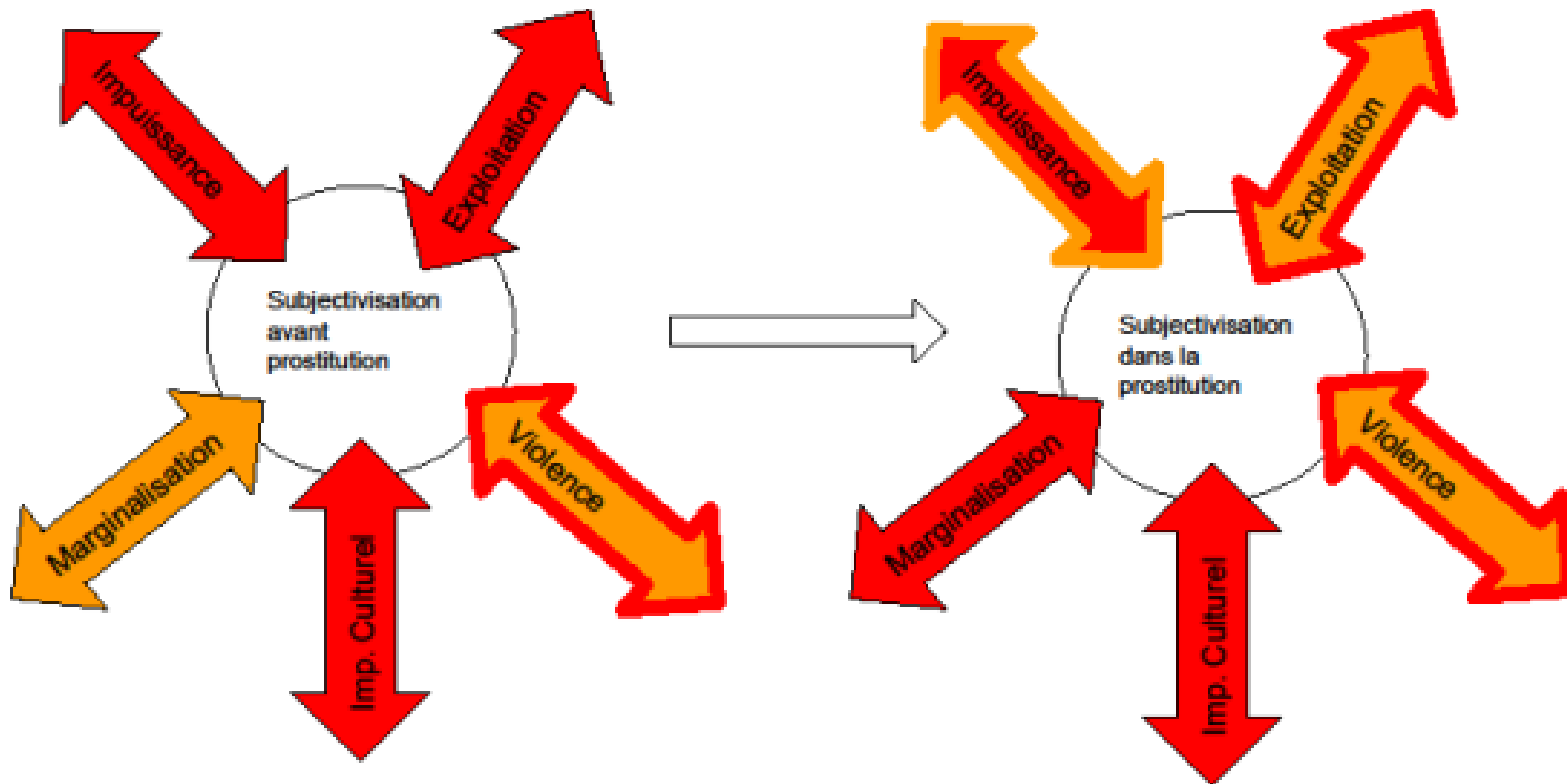 Impuissance
Exploitation
Subjectivisation
avant
prostitution
Marginalisation
Imp. Culturel
Violence
Impuissance
Exploitation
Subjectivisation
dans la
prostitution
Marginalisation
Imp. Culturel
Violence